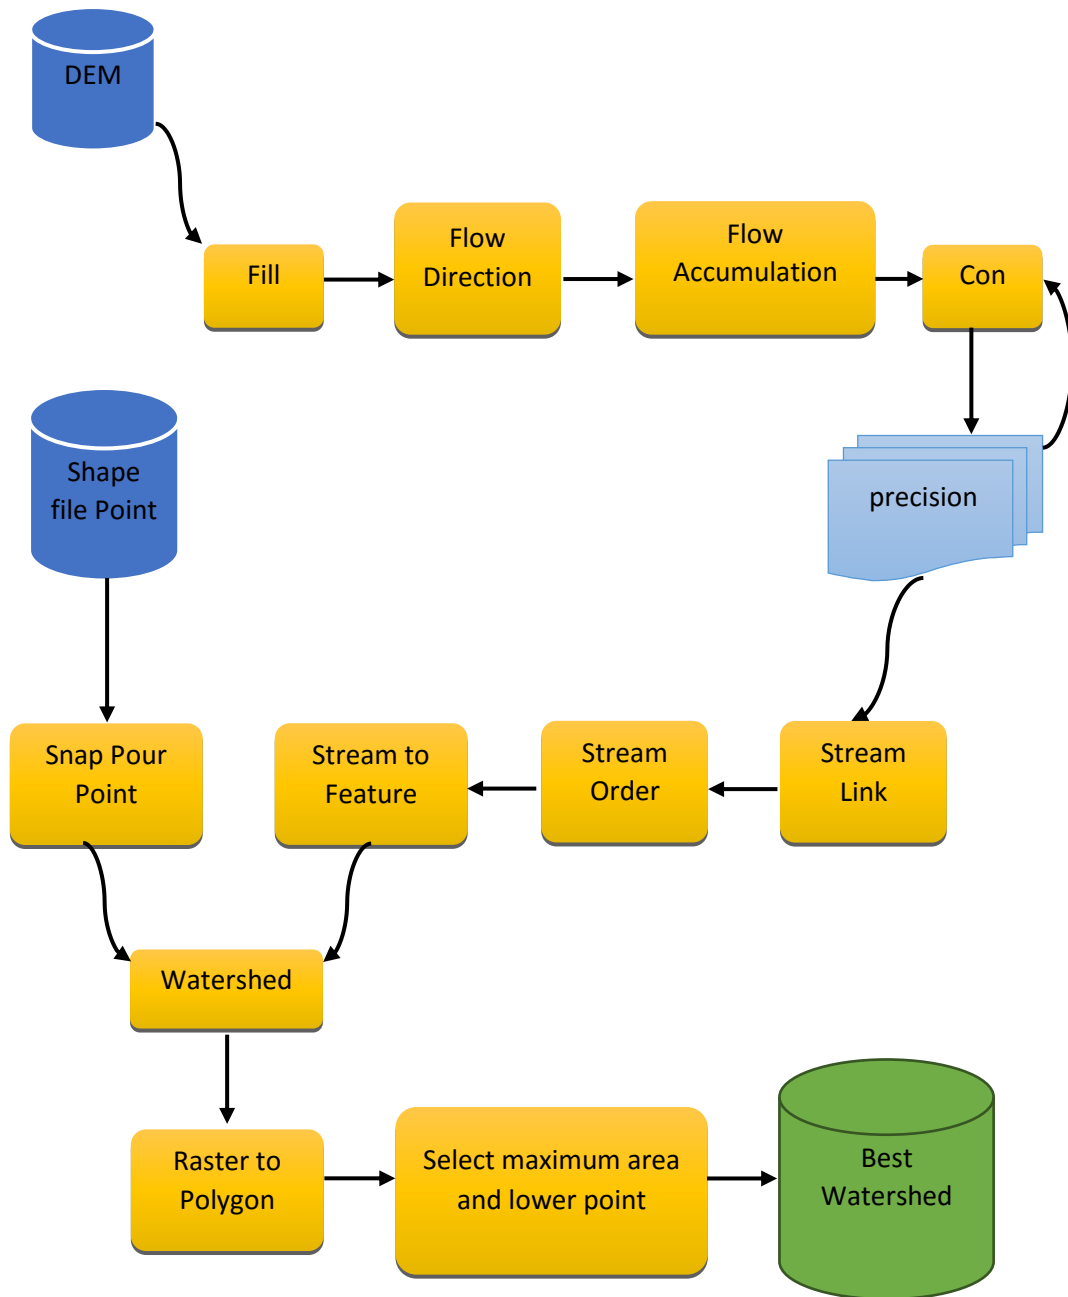 DEM
Fill
Flow
Direction
Flow
Accumulation
Con
Shape
file Point
precision
Snap Pour
Point
Stream to
Feature
Stream
Order
Stream
Link
Watershed
Raster to
Polygon
Select maximum area
and lower point
Best
Watershed